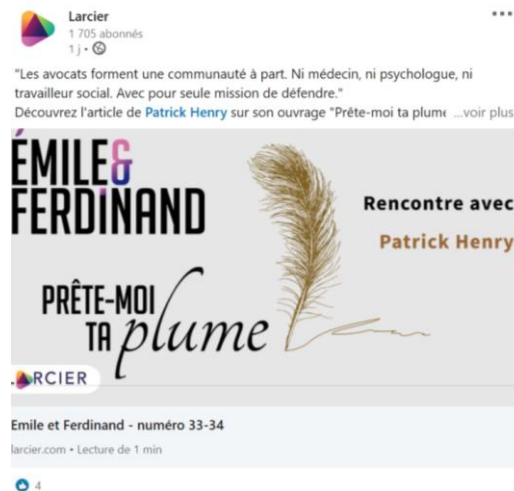 Larcier
1 705 abonnés
1 j •
"Les avocats forment une communauté à part. Ni médecin, ni psychologue, ni
travailleur social. Avec pour seule mission de défendre."
Découvrez l'article de Patrick Henry sur son ouvrage "Prête-moi ta plume ...voir plus
ÉMILE&
FERDINAND
Rencontre avec
Patrick Henry
PRÊTE-MOI
TA plume
LARCIER
Emile et Ferdinand - numéro 33-34
larcier.com • Lecture de 1 min
4